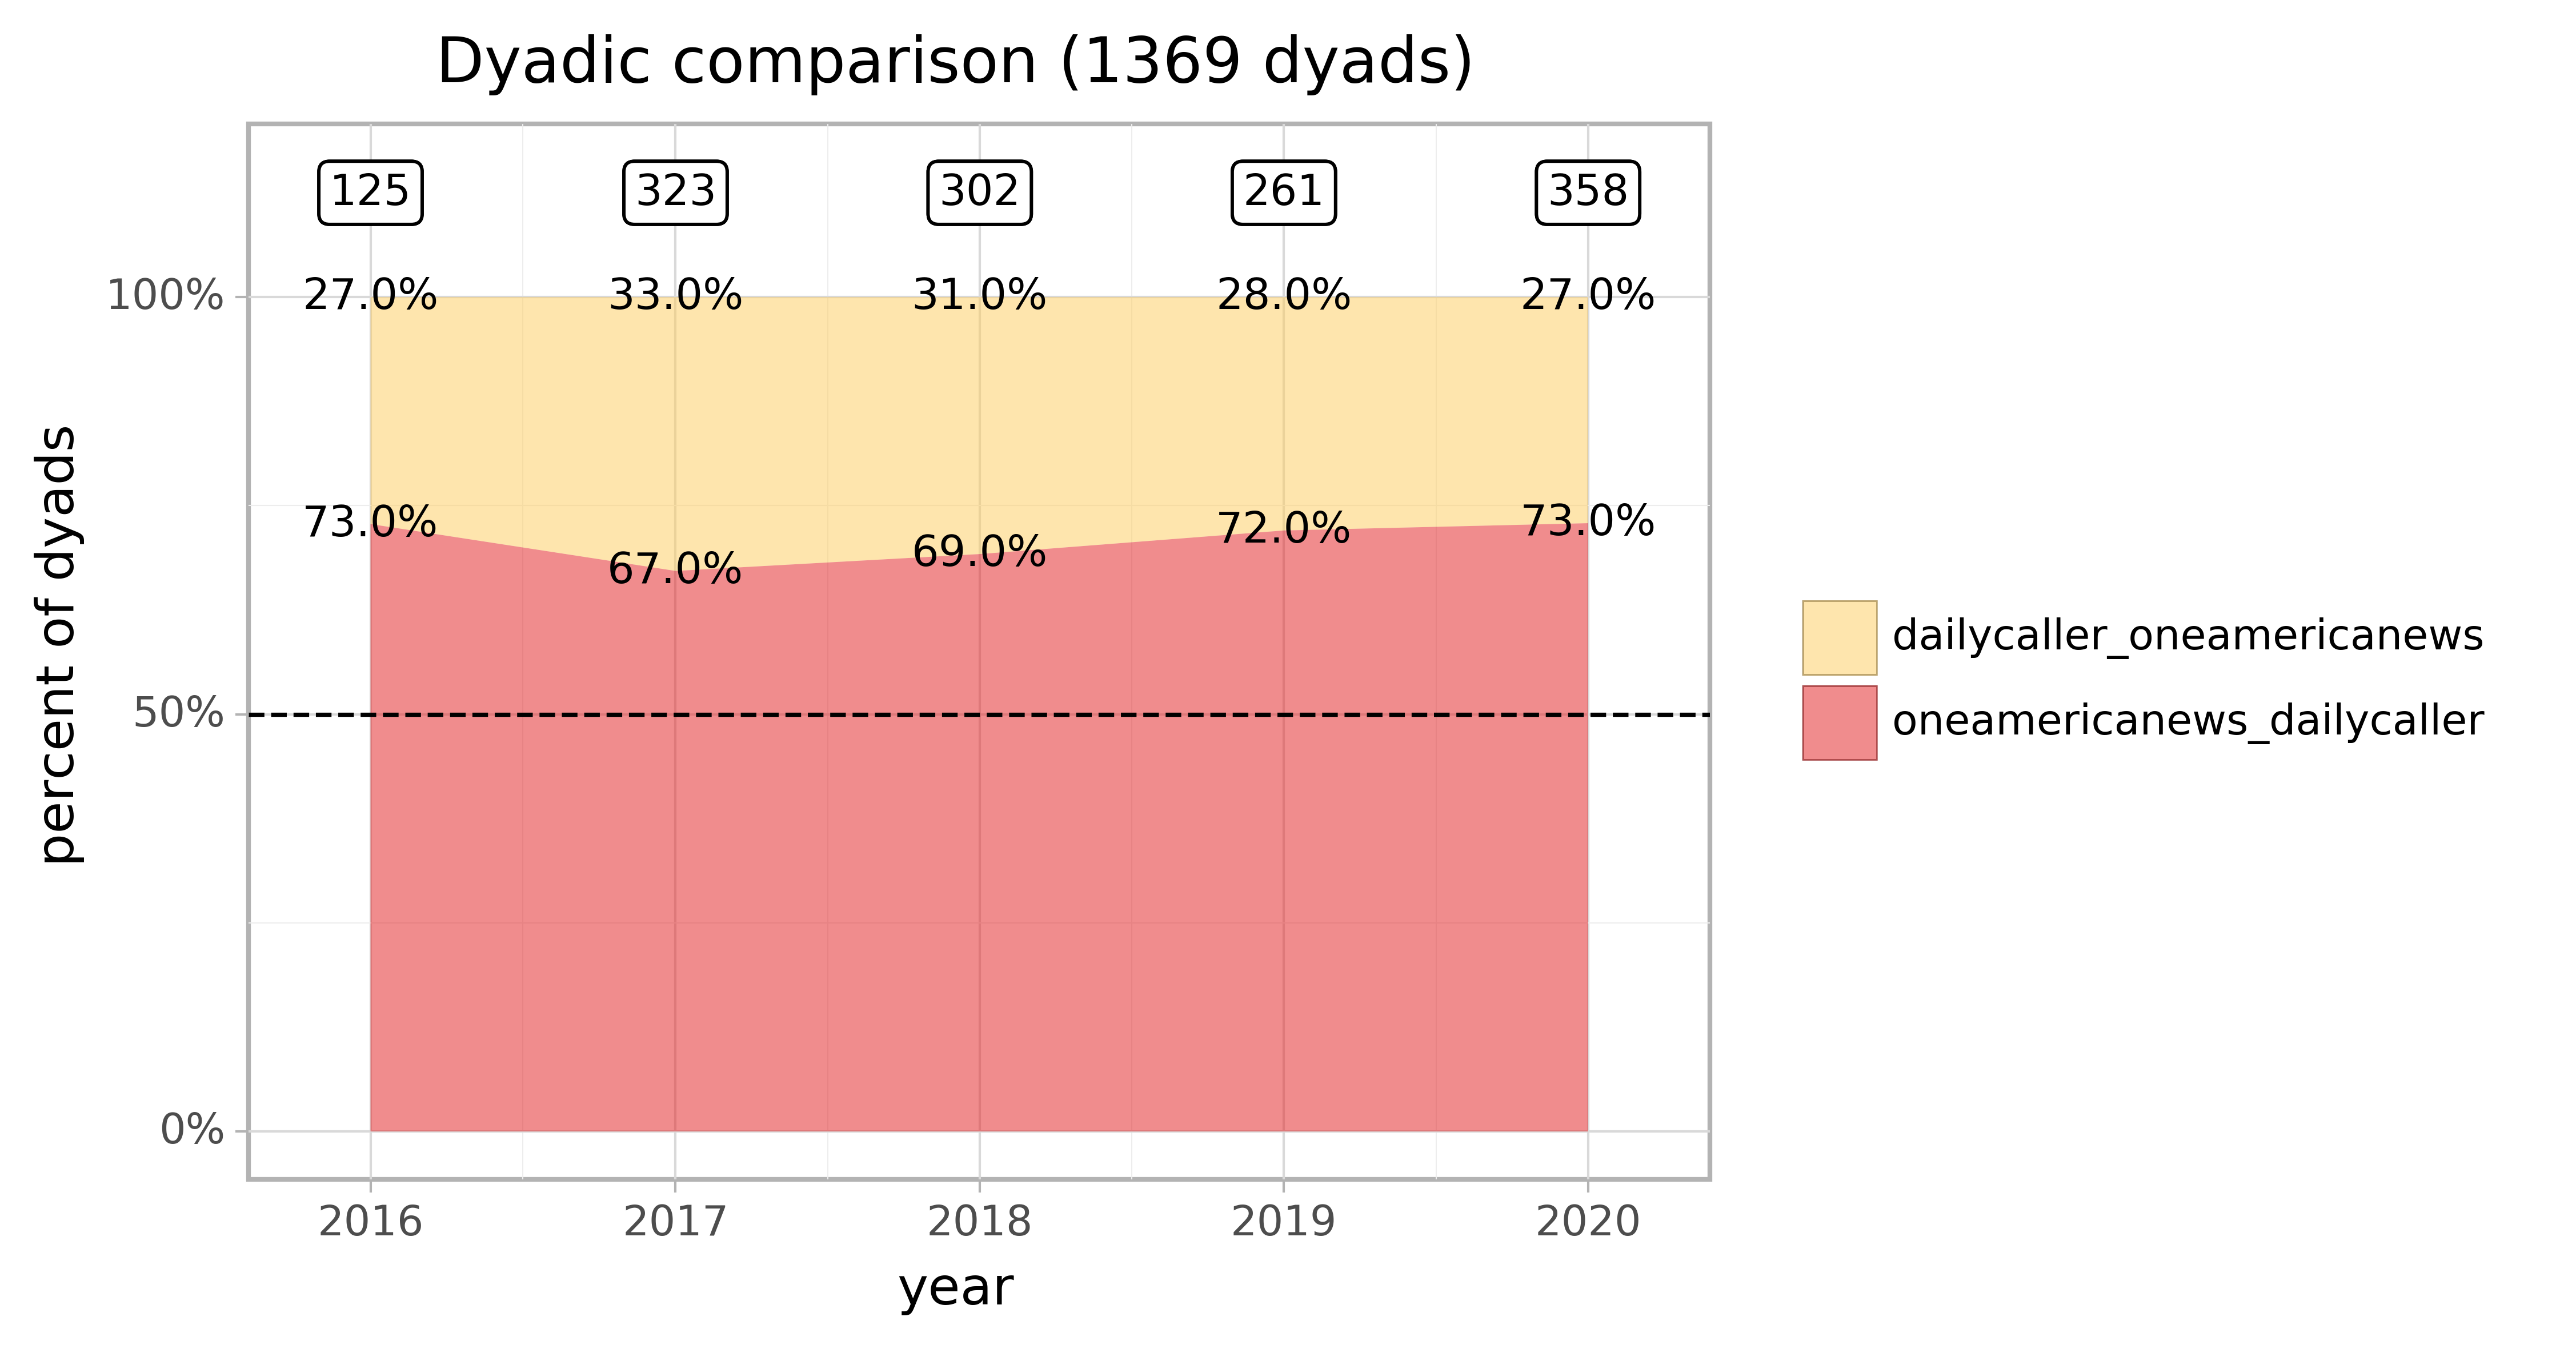 Dyadic comparison (1369 dyads)
125 323 302 261 358
100%
27.0% 33.0% 31.0% 28.0% 27.0%
73.0% 67.0% 69.0% 72.0% 73.0%
50%
0%
percent of dyads
2016 2017 2018 2019 2020
year
dailycaller_oneamericanews
oneamericanews_dailycaller